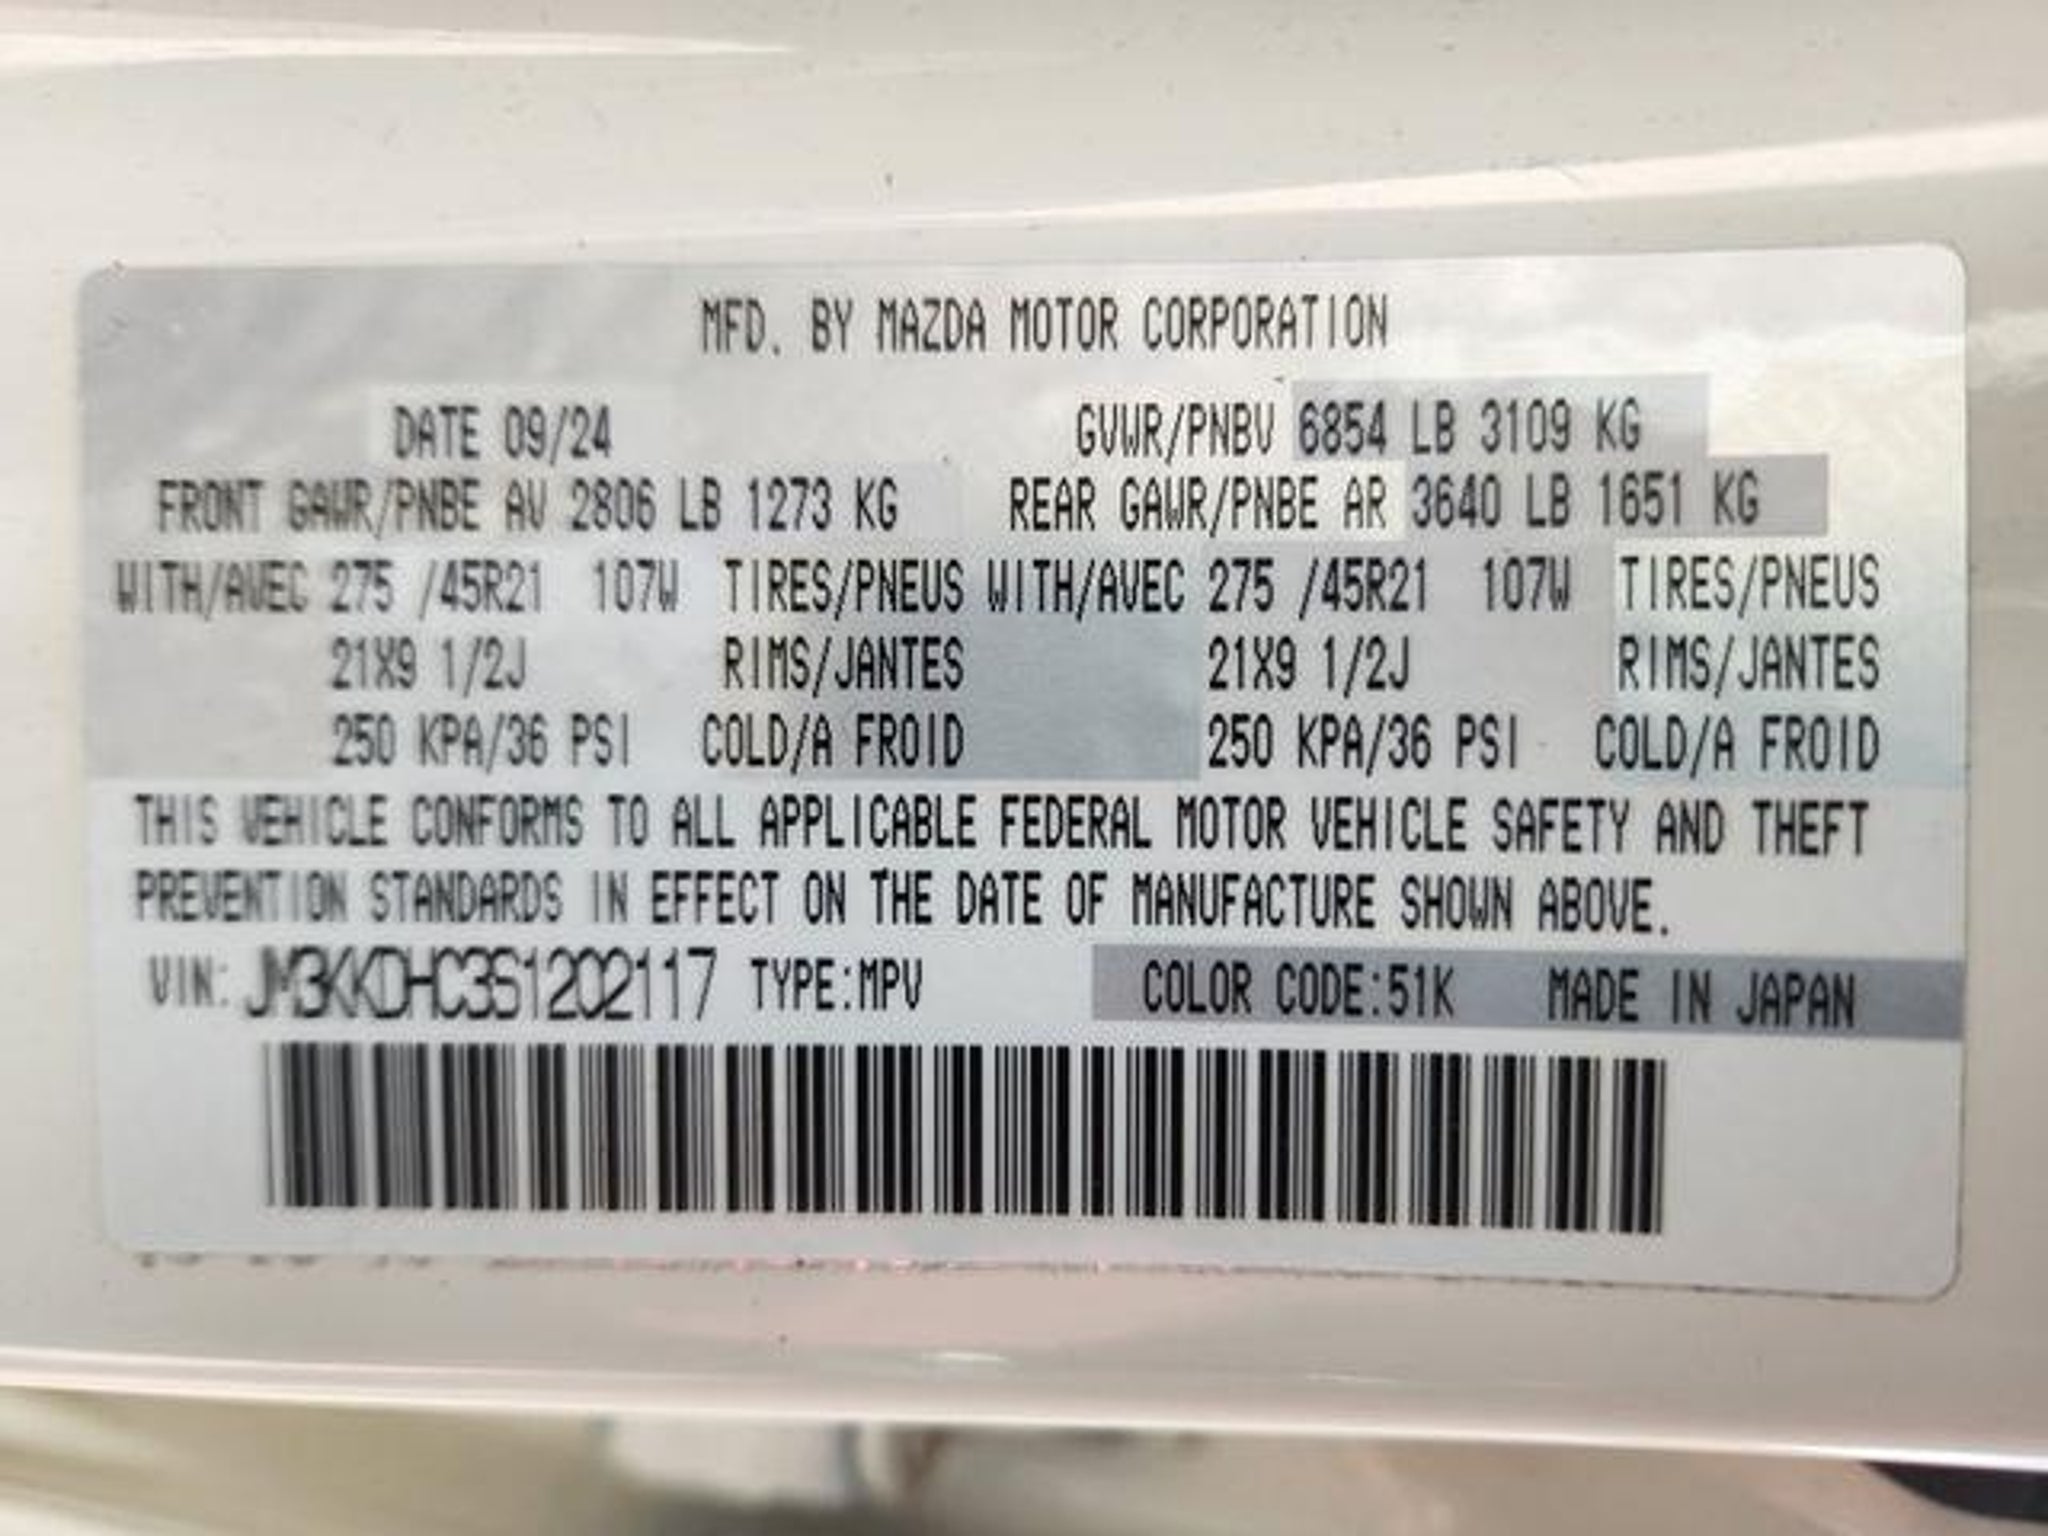 MFD. BY MAZDA MOTOR CORPORATION
DATE 09/24 GVWR/PNBV 6854 LB 3109 KG
FRONT GAWR/PNBE AV 2806 LB 1273 KG REAR GAWR/PNBE AR 3640 LB 1651 KG
WITH/AVEC 275 /45R21 107W TIRES/PNEUS WITH/AVEC 275 /45R21 107W TIRES/PNEUS
21X9 1/2J RIMS/JANTES 21X9 1/2J RIMS/JANTES
250 KPA/36 PSI COLD/A FROID 250 KPA/36 PSI COLD/A FROID
THIS VEHICLE CONFORMS TO ALL APPLICABLE FEDERAL MOTOR VEHICLE SAFETY AND THEFT
PREVENTION STANDARDS IN EFFECT ON THE DATE OF MANUFACTURE SHOWN ABOVE.
VIN: JM3KKDHC3S1202117 TYPE:MPV COLOR CODE:51K MADE IN JAPAN